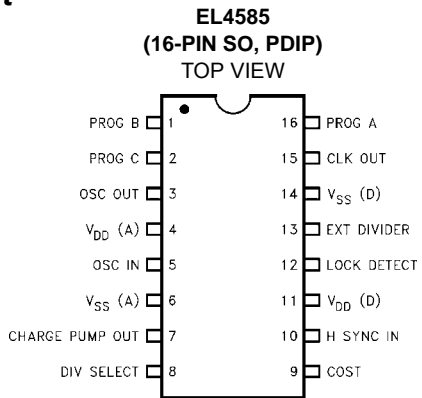 EL4585
(16-PIN SO, PDIP)
TOP VIEW
PROG B 1 16 PROG A
PROG C 2 15 CLK OUT
OSC OUT 3 14 VSS (D)
VDD (A) 4 13 EXT DIVIDER
OSC IN 5 12 LOCK DETECT
VSS (A) 6 11 VDD (D)
CHARGE PUMP OUT 7 10 H SYNC IN
DIV SELECT 8 9 COST